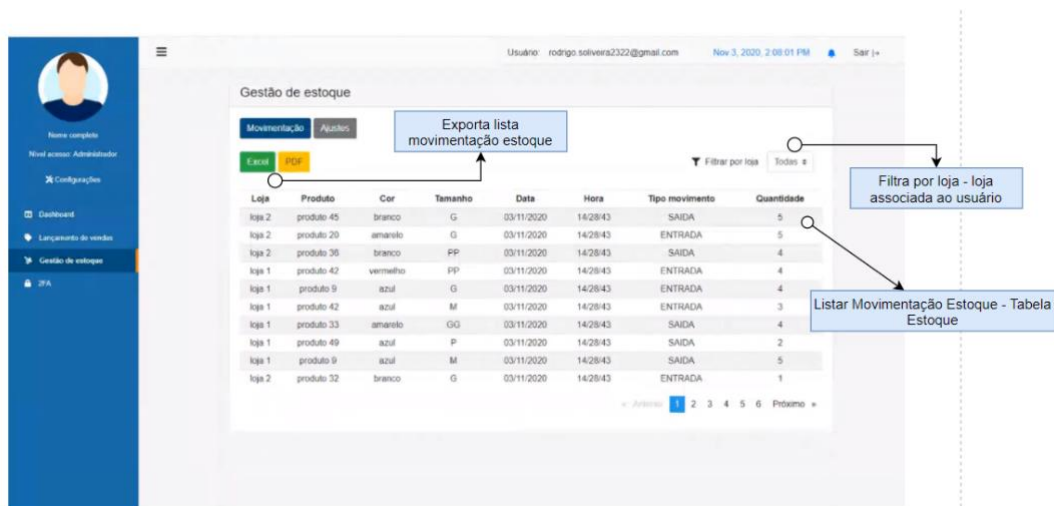 Usuário: rodrigo.soliveira2322@gmail.com Nov 3, 2020, 2:08:01 PM Sair
Nome completo
Nível acesso: Administrador
Configurações
Dashboard
Lançamento de vendas
Gestão de estoque
2FA
Gestão de estoque
Movimentação Ajustes
Exporta lista
movimentação estoque
Excel PDF
Filtrar por loja Todas
Filtra por loja - loja
associada ao usuário
Loja Produto Cor Tamanho Data Hora Tipo movimento Quantidade
loja 2 produto 45 branco G 03/11/2020 14/28/43 SAIDA 5
loja 2 produto 20 amarelo G 03/11/2020 14/28/43 ENTRADA 5
loja 2 produto 36 branco PP 03/11/2020 14/28/43 SAIDA 4
loja 1 produto 42 vermelho PP 03/11/2020 14/28/43 ENTRADA 4
loja 1 produto 9 azul G 03/11/2020 14/28/43 ENTRADA 4
loja 1 produto 42 azul M 03/11/2020 14/28/43 ENTRADA 3
loja 1 produto 33 amarelo GG 03/11/2020 14/28/43 SAIDA 4
loja 1 produto 49 azul P 03/11/2020 14/28/43 SAIDA 2
loja 1 produto 9 azul M 03/11/2020 14/28/43 SAIDA 5
loja 2 produto 32 branco G 03/11/2020 14/28/43 ENTRADA 1
Listar Movimentação Estoque - Tabela
Estoque
« Anterior 1 2 3 4 5 6 Próximo »